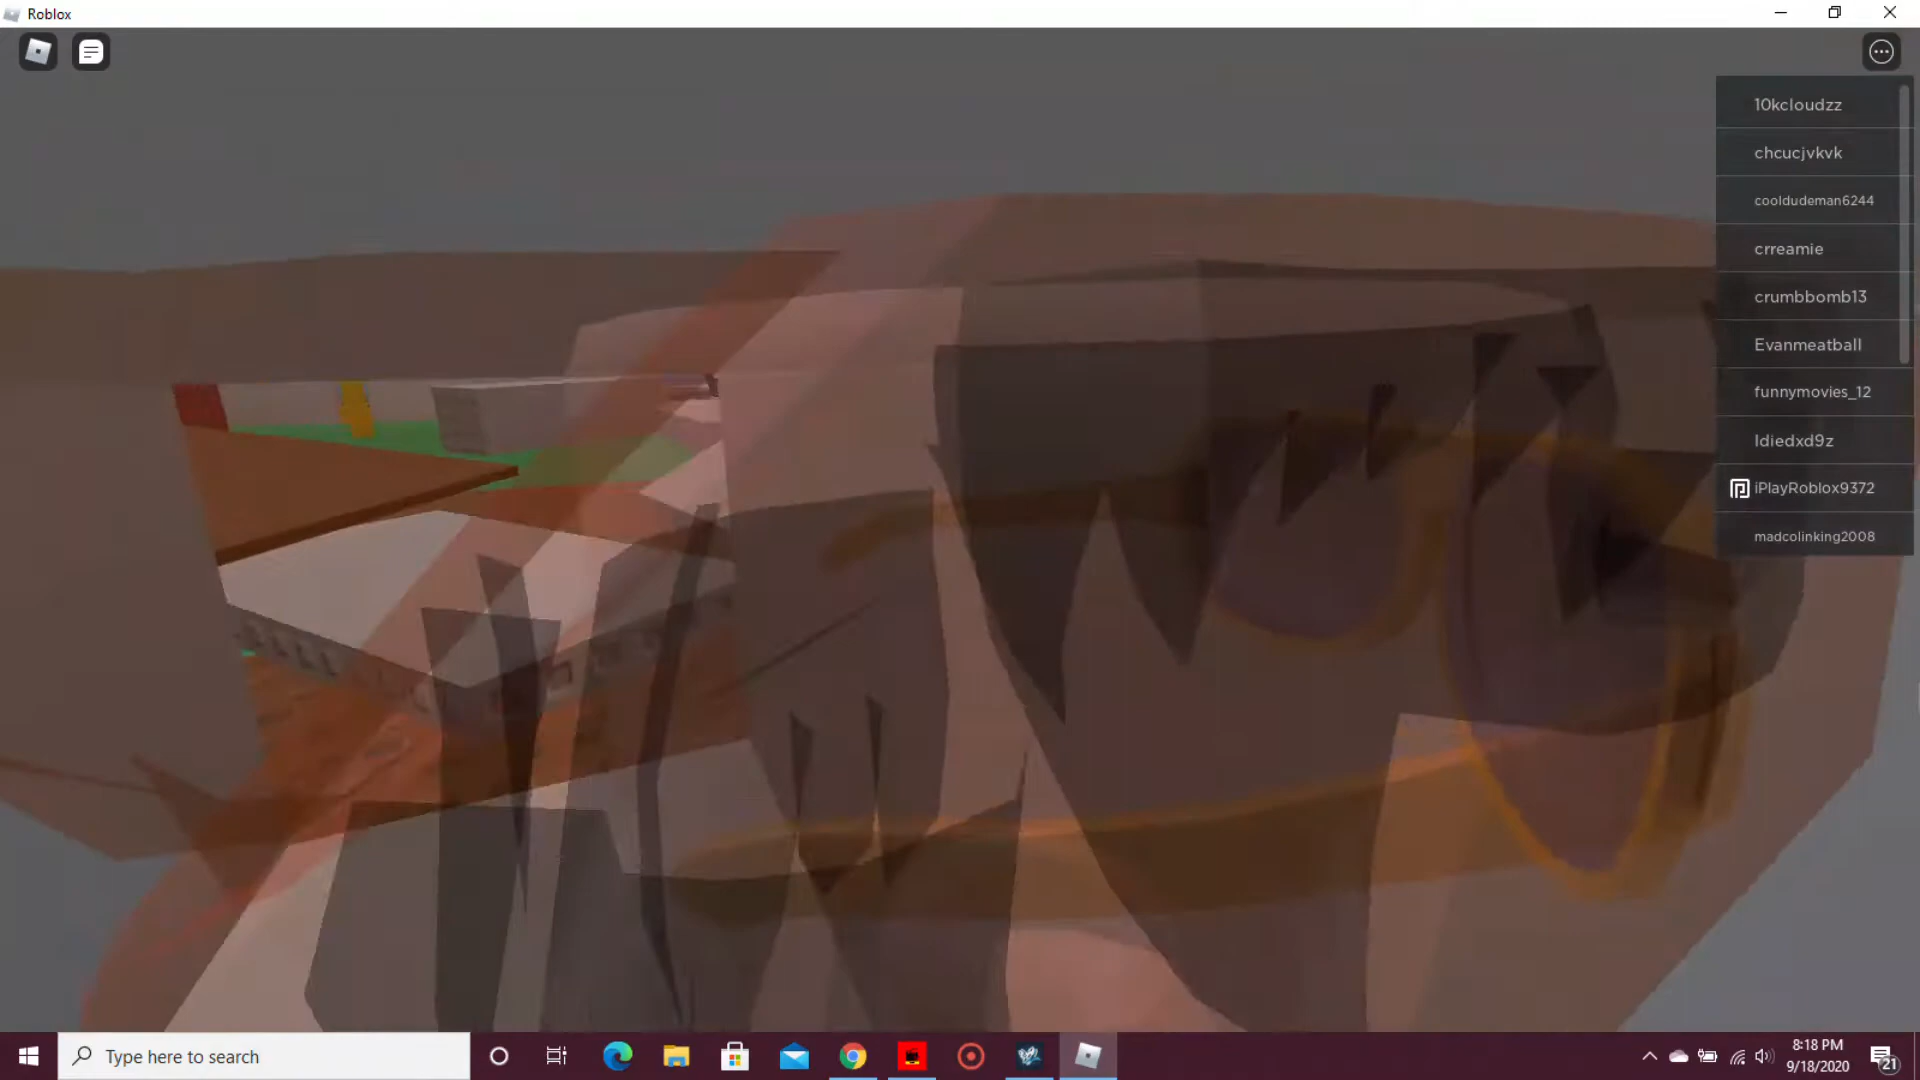 Roblox
10kcloudzz
chcucjvkvk
cooldudeman6244
crreamie
crumbbomb13
Evanmeatball
funnymovies_12
Idiedxd9z
iPlayRoblox9372
madcolinking2008
Type here to search
8:18 PM
9/18/2020
21